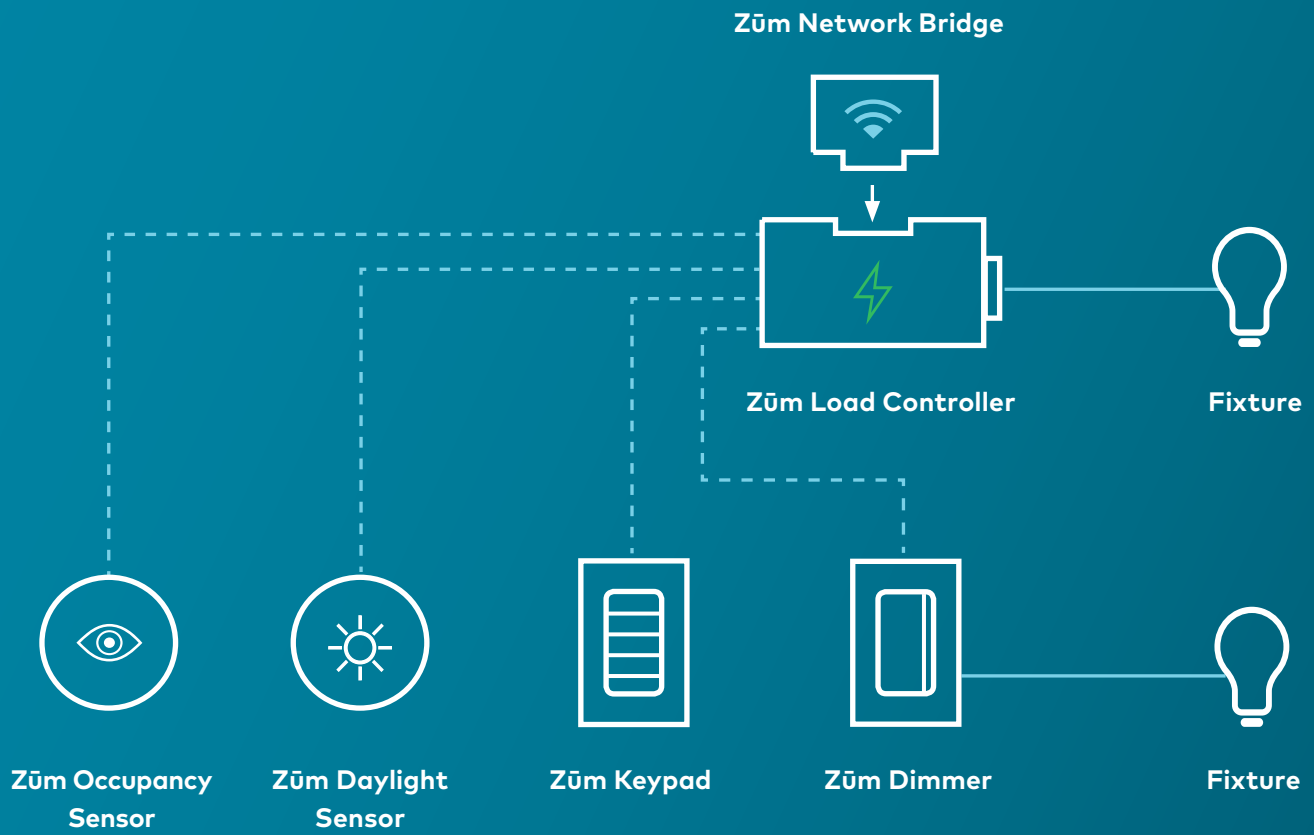 Zūm Network Bridge
Zūm Load Controller
Fixture
Zūm Occupancy
Sensor
Zūm Daylight
Sensor
Zūm Keypad
Zūm Dimmer
Fixture